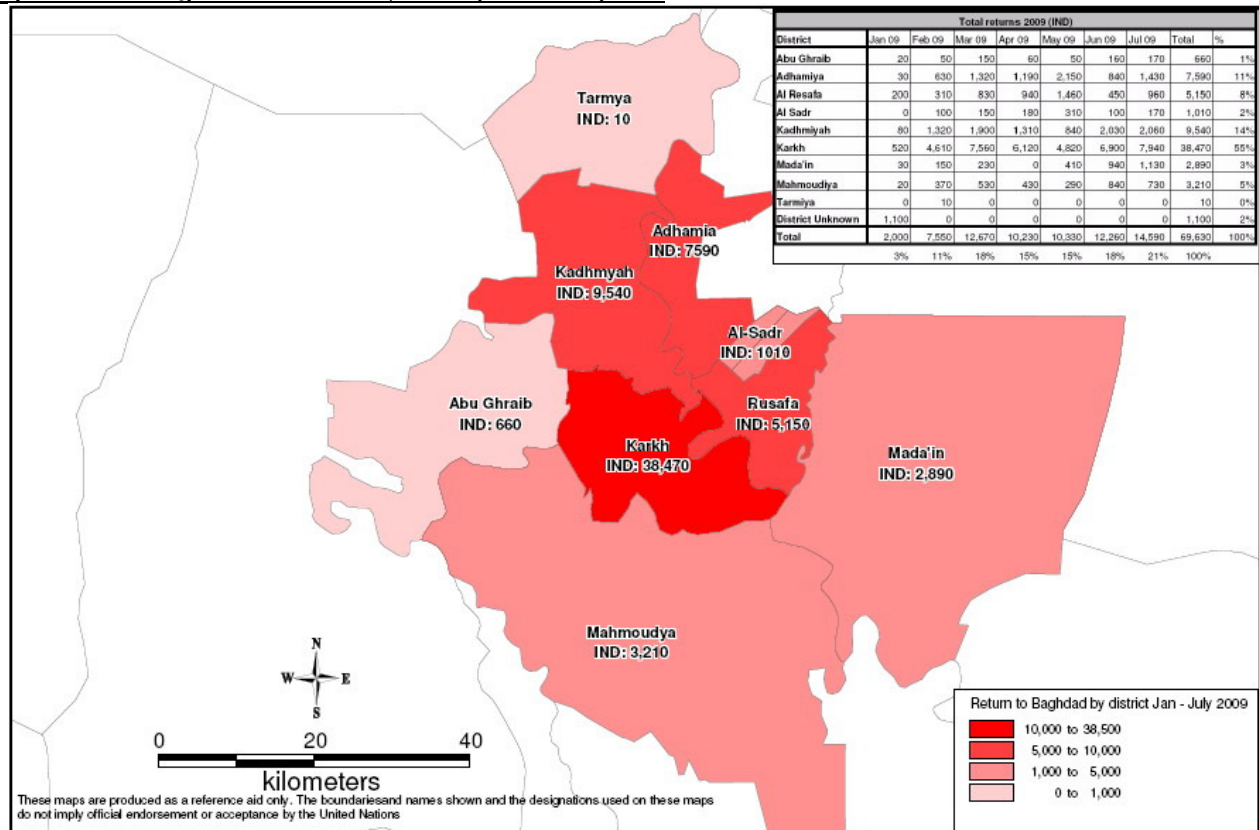 Total returns 2009 (IND)
District Jan 09 Feb 09 Mar 09 Apr 09 May 09 Jun 09 Jul 09 Total %
Abu Ghraib 20 50 150 60 50 160 170 660 1%
Adhamiya 30 630 1,320 1,190 2,150 840 1,430 7,590 11%
Al Resafa 200 310 830 940 1,460 450 960 5,150 8%
Al Sadr 0 100 150 180 310 100 170 1,010 2%
Kadhmiyah 80 1,320 1,900 1,310 840 2,030 2,060 9,540 14%
Karkh 520 4,610 7,560 6,120 4,820 6,900 7,940 38,470 55%
Mada'in 30 150 230 0 410 940 1,130 2,890 3%
Mahmoudiya 20 370 530 430 290 840 730 3,210 5%
Tarmiya 0 10 0 0 0 0 0 10 0%
District Unknown 1,100 0 0 0 0 0 0 1,100 2%
Total 2,000 7,550 12,670 10,230 10,330 12,260 14,590 69,630 100%
3% 11% 18% 15% 15% 18% 21% 100%
Tarmya
IND: 10
Adhamia
IND: 7590
Kadhmyah
IND: 9,540
Al-Sadr
IND: 1010
Abu Ghraib
IND: 660
Rusafa
IND: 5,150
Karkh
IND: 38,470
Mada'in
IND: 2,890
Mahmoudya
IND: 3,210
N
W E
S
0 20 40
kilometers
These maps are produced as a reference aid only. The boundariesand names shown and the designations used on these maps
do not imply official endorsement or acceptance by the United Nations
Return to Baghdad by district Jan - July 2009
10,000 to 38,500
5,000 to 10,000
1,000 to 5,000
0 to 1,000